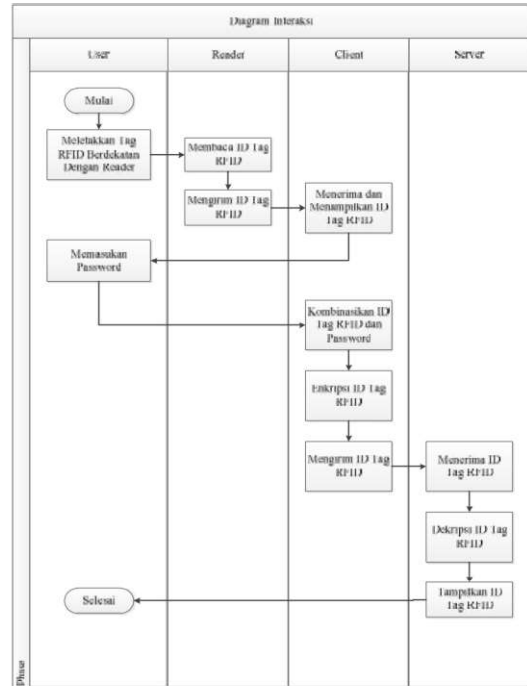 Diagram Interaksi
User
Reader
Client
Server
Mulai
Meletakkan Tag
RFID Berdekatan
Dengan Reader
Membaca ID Tag
RFID
Mengirim ID Tag
RFID
Menerima dan
Menampilkan ID
Tag RFID
Memasukan
Password
Kombinasikan ID
Tag RFID dan
Password
Enkripsi ID Tag
RFID
Mengirim ID Tag
RFID
Menerima ID
Tag RFID
Dekripsi ID Tag
RFID
Tampilkan ID
Tag RFID
Selesai
Phase